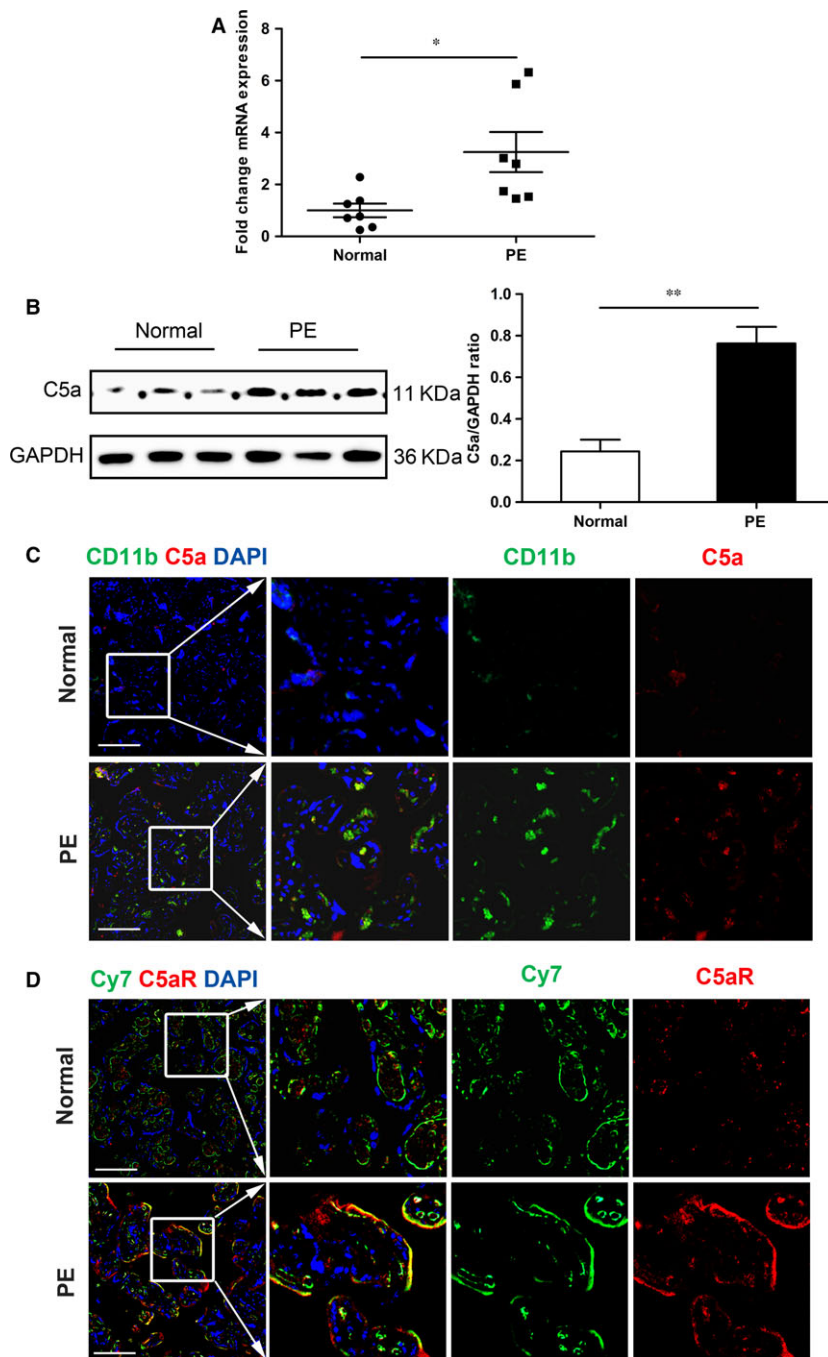 A
Fold change mRNA expression
8
6
4
2
0
*
Normal PE
B
Normal PE
C5a 11 KDa
GAPDH 36 KDa
C5a/GAPDH ratio
1.0
0.8
0.6
0.4
0.2
0.0
**
Normal PE
C
CD11b C5a DAPI CD11b C5a
Normal
PE
D
Cy7 C5aR DAPI Cy7 C5aR
Normal
PE